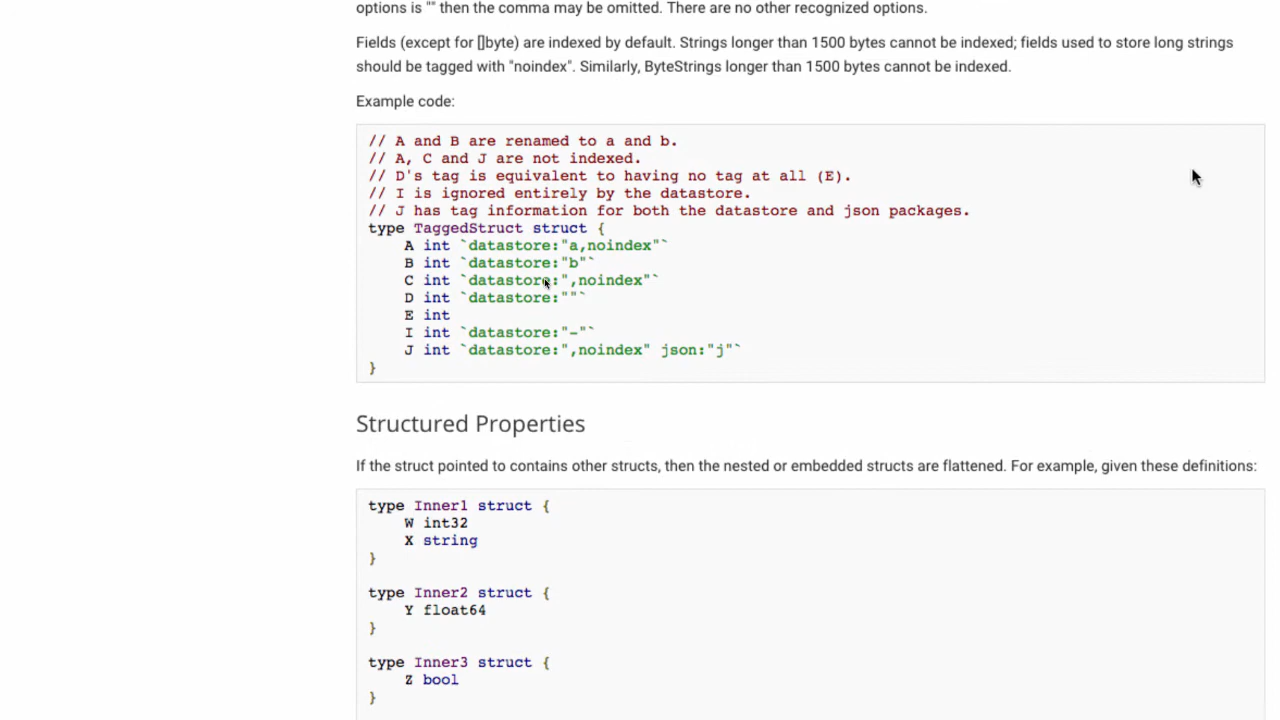 options is "" then the comma may be omitted. There are no other recognized options.
Fields (except for []byte) are indexed by default. Strings longer than 1500 bytes cannot be indexed; fields used to store long strings
should be tagged with "noindex". Similarly, ByteStrings longer than 1500 bytes cannot be indexed.
Example code:
// A and B are renamed to a and b.
// A, C and J are not indexed.
// D's tag is equivalent to having no tag at all (E).
// I is ignored entirely by the datastore.
// J has tag information for both the datastore and json packages.
type TaggedStruct struct {
    A int `datastore:"a,noindex"`
    B int `datastore:"b"`
    C int `datastore:",noindex"`
    D int `datastore:""`
    E int
    I int `datastore:"-"`
    J int `datastore:",noindex" json:"j"`
}
Structured Properties
If the struct pointed to contains other structs, then the nested or embedded structs are flattened. For example, given these definitions:
type Inner1 struct {
    W int32
    X string
}
type Inner2 struct {
    Y float64
}
type Inner3 struct {
    Z bool
}